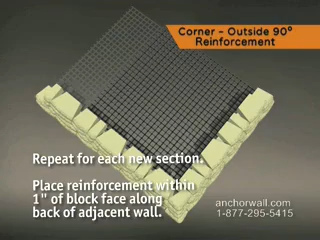 Corner - Outside 90°
Reinforcement
Repeat for each new section.
Place reinforcement within
1" of block face along
back of adjacent wall.
anchorwall.com
1-877-295-5415